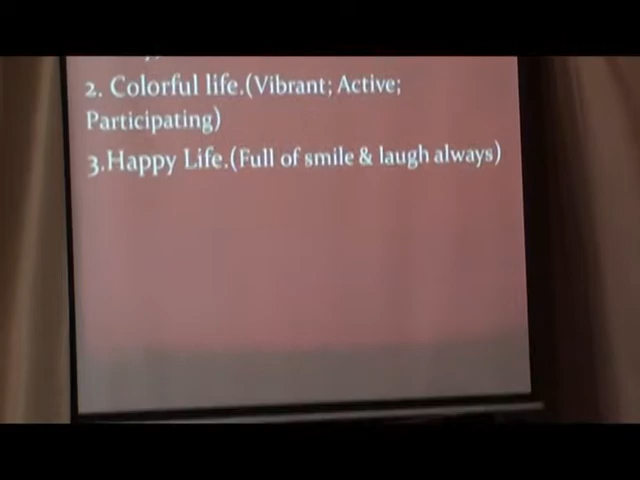 2. Colorful life.(Vibrant; Active;
Participating)
3.Happy Life.(Full of smile & laugh always)